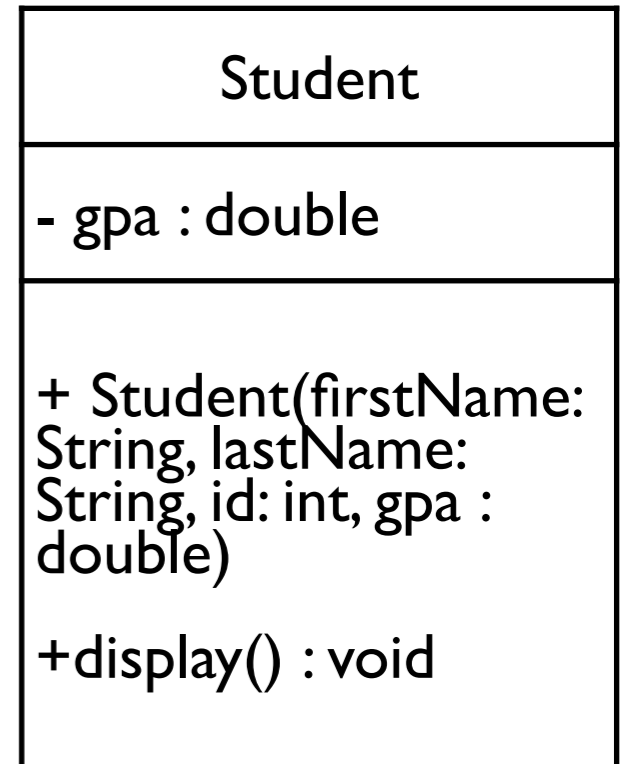 Student
- gpa : double
+ Student(firstName:
String, lastName:
String, id: int, gpa :
double)
+display() : void